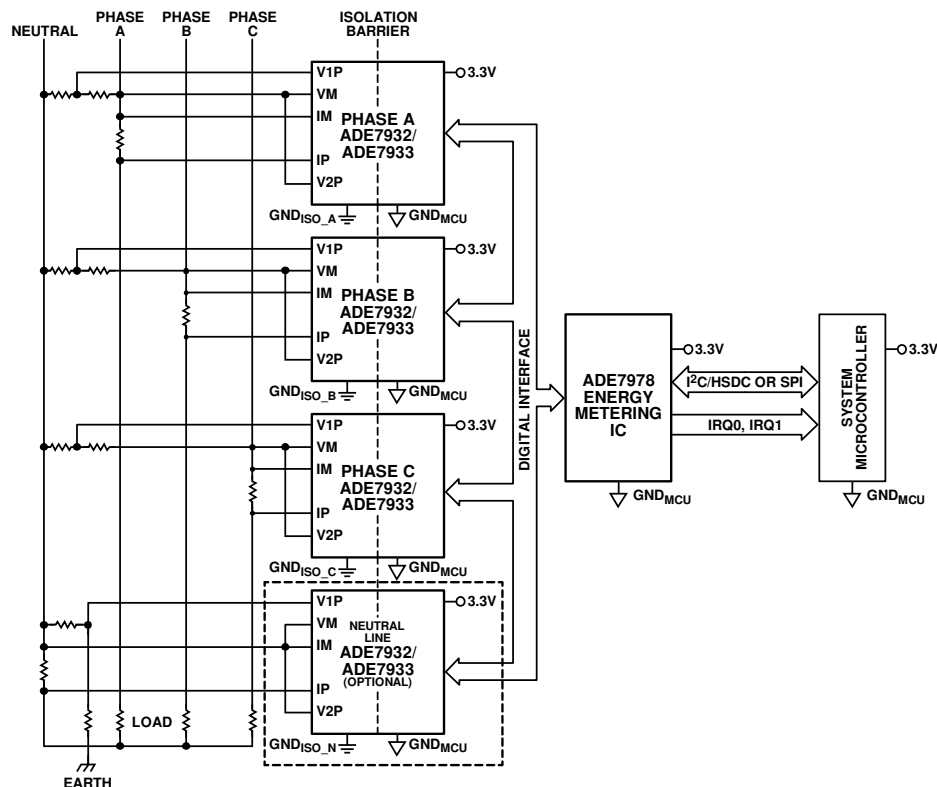 NEUTRAL
PHASE
A
PHASE
B
PHASE
C
ISOLATION
BARRIER
V1P
VM
IM
IP
V2P
PHASE A
ADE7932/
ADE7933
3.3V
GNDISO_A
GNDMCU
V1P
VM
IM
IP
V2P
PHASE B
ADE7932/
ADE7933
3.3V
GNDISO_B
GNDMCU
V1P
VM
IM
IP
V2P
PHASE C
ADE7932/
ADE7933
3.3V
GNDISO_C
GNDMCU
V1P
VM
IM
IP
V2P
NEUTRAL
LINE
ADE7932/
ADE7933
(OPTIONAL)
3.3V
GNDISO_N
GNDMCU
LOAD
EARTH
DIGITAL INTERFACE
ADE7978
ENERGY
METERING
IC
3.3V
GNDMCU
I2C/HSDC OR SPI
IRQ0, IRQ1
SYSTEM
MICROCONTROLLER
3.3V
GNDMCU